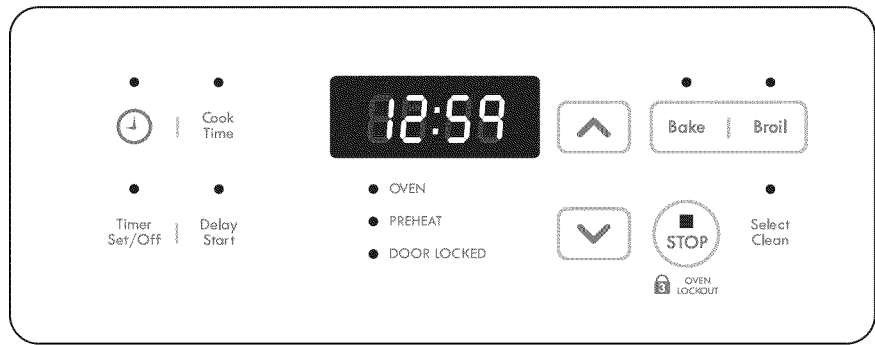 Cook
Time
12:59
Bake
Broil
Timer
Set/Off
Delay
Start
OVEN
PREHEAT
DOOR LOCKED
STOP
Select
Clean
3
OVEN
LOCKOUT